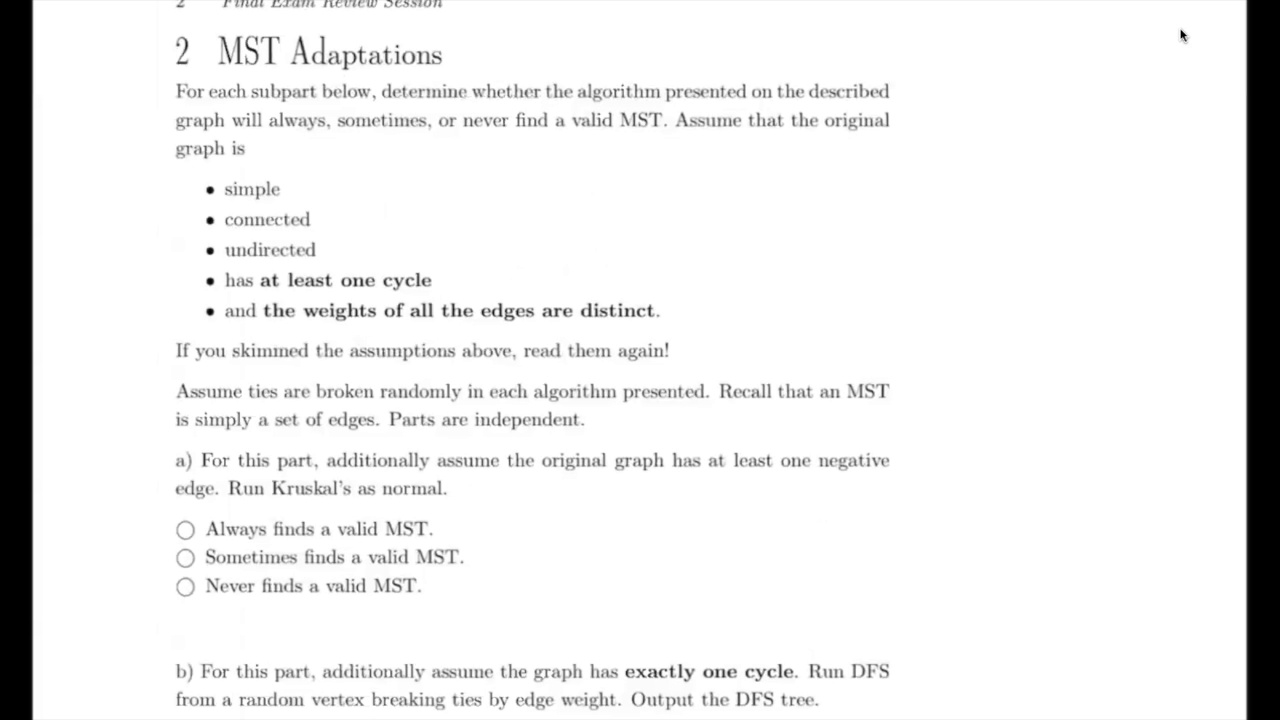 2 Final Exam Review Session
2 MST Adaptations
For each subpart below, determine whether the algorithm presented on the described
graph will always, sometimes, or never find a valid MST. Assume that the original
graph is
• simple
• connected
• undirected
• has at least one cycle
• and the weights of all the edges are distinct.
If you skimmed the assumptions above, read them again!
Assume ties are broken randomly in each algorithm presented. Recall that an MST
is simply a set of edges. Parts are independent.
a) For this part, additionally assume the original graph has at least one negative
edge. Run Kruskal's as normal.
Always finds a valid MST.
Sometimes finds a valid MST.
Never finds a valid MST.
b) For this part, additionally assume the graph has exactly one cycle. Run DFS
from a random vertex breaking ties by edge weight. Output the DFS tree.